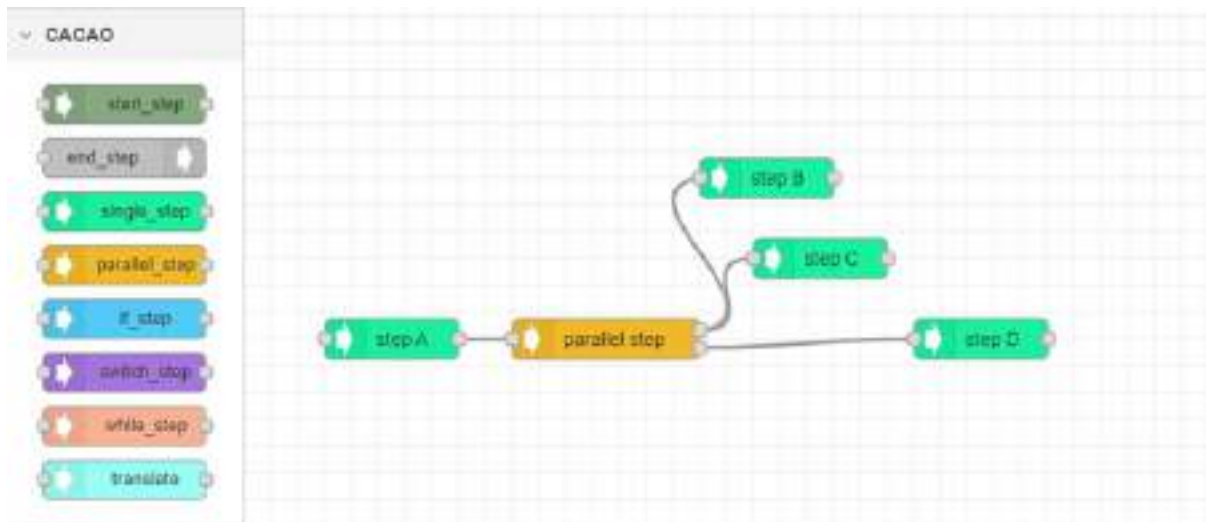 CACAO
start_step
end_step
single_step
parallel_step
if_step
switch_step
while_step
translate
step B
step C
step A
parallel step
step D